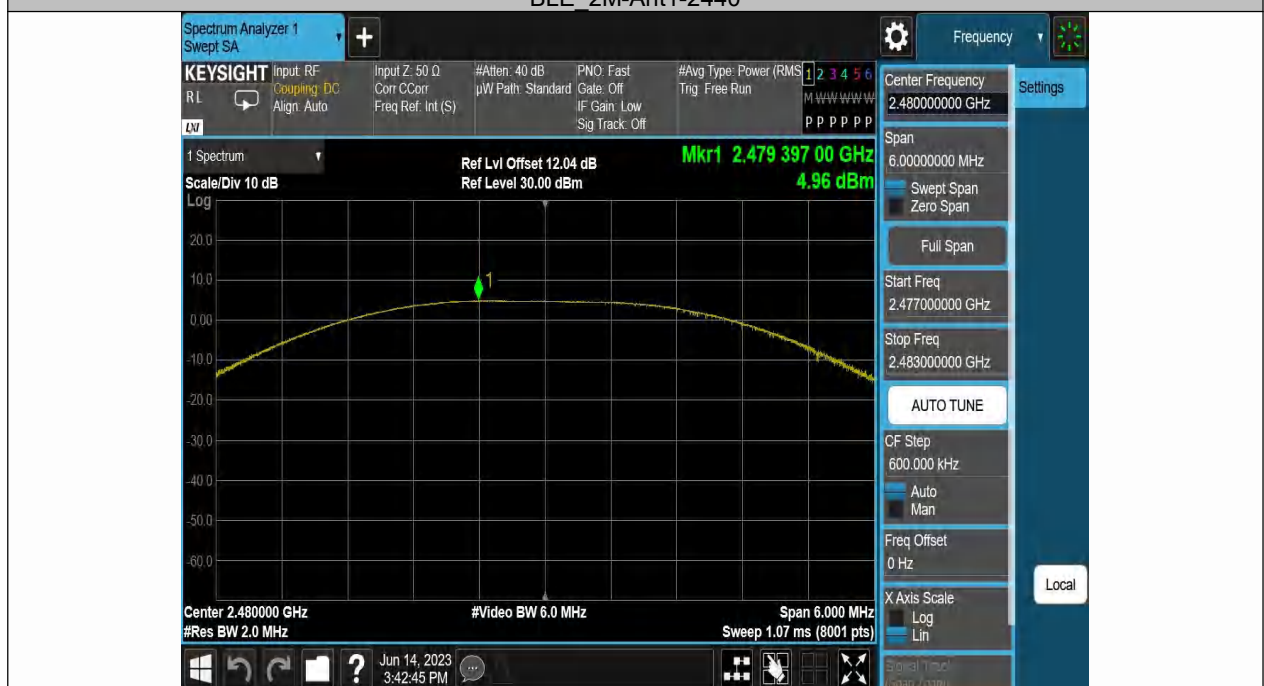 BLE_2M-Ant1-2440
Spectrum Analyzer 1
Swept SA
Frequency
KEYSIGHT
RL
LXI
Input: RF
Coupling: DC
Align: Auto
Input Z: 50 Ω
Corr CCorr
Freq Ref: Int (S)
#Atten: 40 dB
µW Path: Standard
PNO: Fast
Gate: Off
IF Gain: Low
Sig Track: Off
#Avg Type: Power (RMS
Trig: Free Run
1 2 3 4 5 6
M W W W W W
P P P P P P
1 Spectrum
Scale/Div 10 dB
Log
Ref Lvl Offset 12.04 dB
Ref Level 30.00 dBm
Mkr1 2.479 397 00 GHz
4.96 dBm
20.0
10.0
0.00
-10.0
-20.0
-30.0
-40.0
-50.0
-60.0
1
Center 2.480000 GHz
#Res BW 2.0 MHz
#Video BW 6.0 MHz
Span 6.000 MHz
Sweep 1.07 ms (8001 pts)
Center Frequency
2.480000000 GHz
Settings
Span
6.00000000 MHz
Swept Span
Zero Span
Full Span
Start Freq
2.477000000 GHz
Stop Freq
2.483000000 GHz
AUTO TUNE
CF Step
600.000 kHz
Auto
Man
Freq Offset
0 Hz
X Axis Scale
Log
Lin
Local
?
Jun 14, 2023
3:42:45 PM